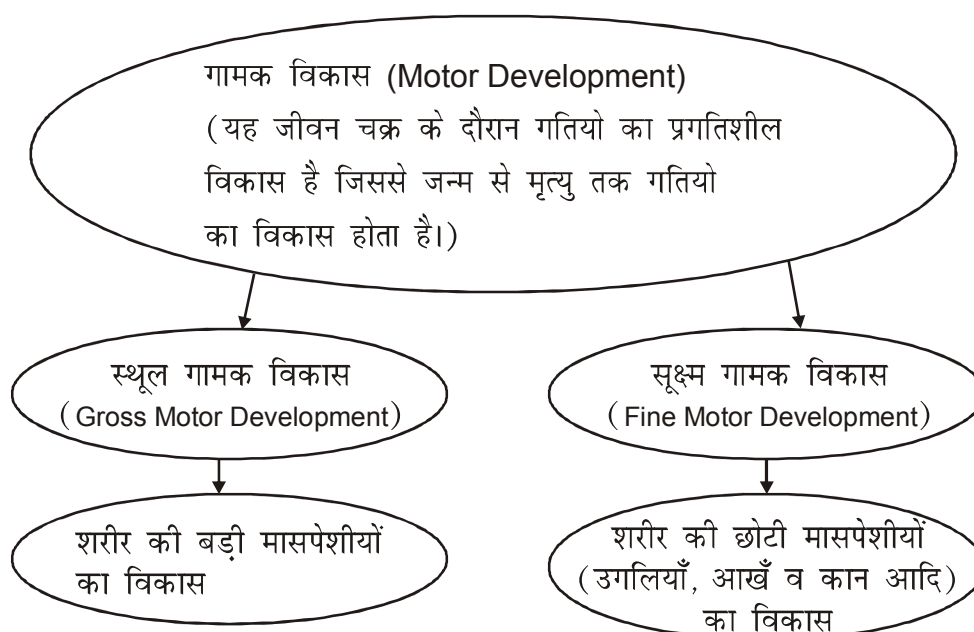 गामक विकास (Motor Development)
(यह जीवन चक्र के दौरान गतियो का प्रगतिशील
विकास है जिससे जन्म से मृत्यु तक गतियो
का विकास होता है।)
स्थूल गामक विकास
(Gross Motor Development)
सूक्ष्म गामक विकास
(Fine Motor Development)
शरीर की बड़ी मासपेशीयों
का विकास
शरीर की छोटी मासपेशीयों
(उगलियाँ, आखँ व कान आदि)
का विकास